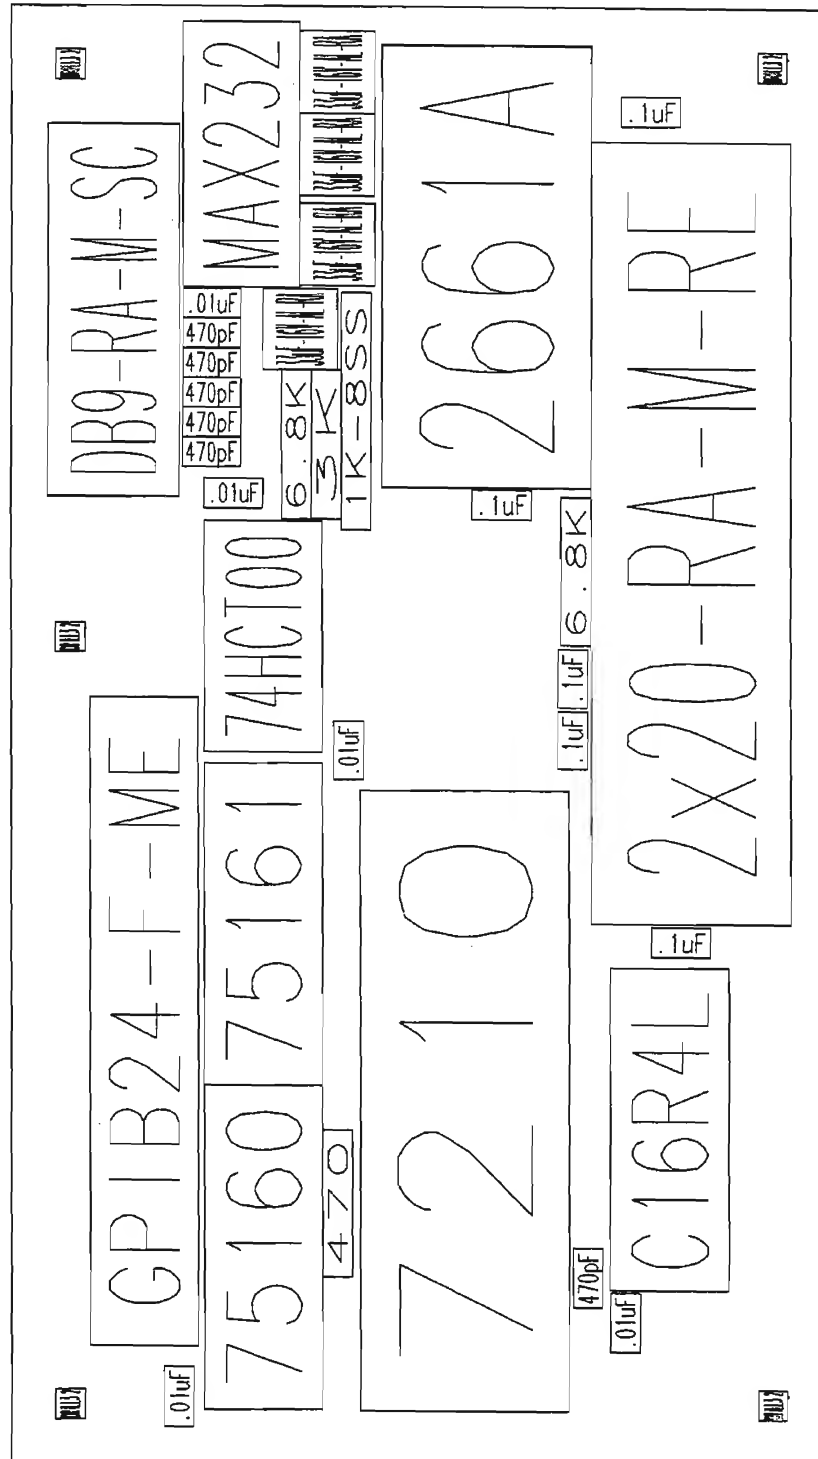 MAX232
2661A
.1uF
DB9-RA-M-SC
2x20-RA-M-RE
.01uF
470pF
470pF
470pF
470pF
470pF
6.8K
3K
1K-8SS
.01uF
.1uF
6.8K
74HCT00
.1uF
.1uF
.01uF
GPIB24-F-ME
75161
7210
.1uF
C16R4L
75160
470
470pF
.01uF
.01uF